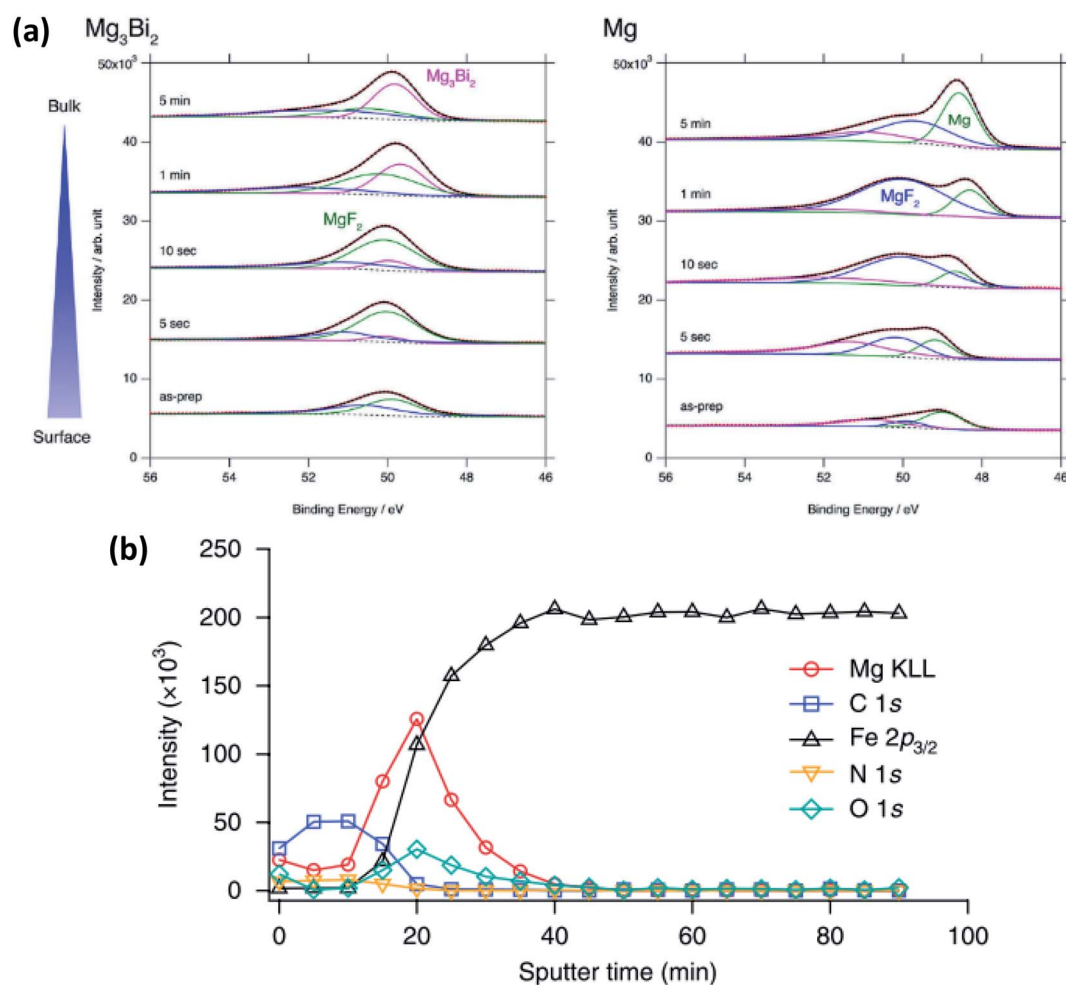 (a)
Mg3Bi2
Mg
50x10³
Mg3Bi2
5 min
Bulk
40
1 min
30
MgF2
10 sec
20
5 sec
10
as-prep
Surface
0
Intensity / arb. unit
56 54 52 50 48 46
Binding Energy / eV
50x10³
5 min
Mg
40
1 min
MgF2
30
10 sec
20
5 sec
10
as-prep
0
Intensity / arb. unit
56 54 52 50 48 46
Binding Energy / eV
(b)
250
200
150
100
50
0
Intensity (×10³)
Mg KLL
C 1s
Fe 2p3/2
N 1s
O 1s
0 20 40 60 80 100
Sputter time (min)